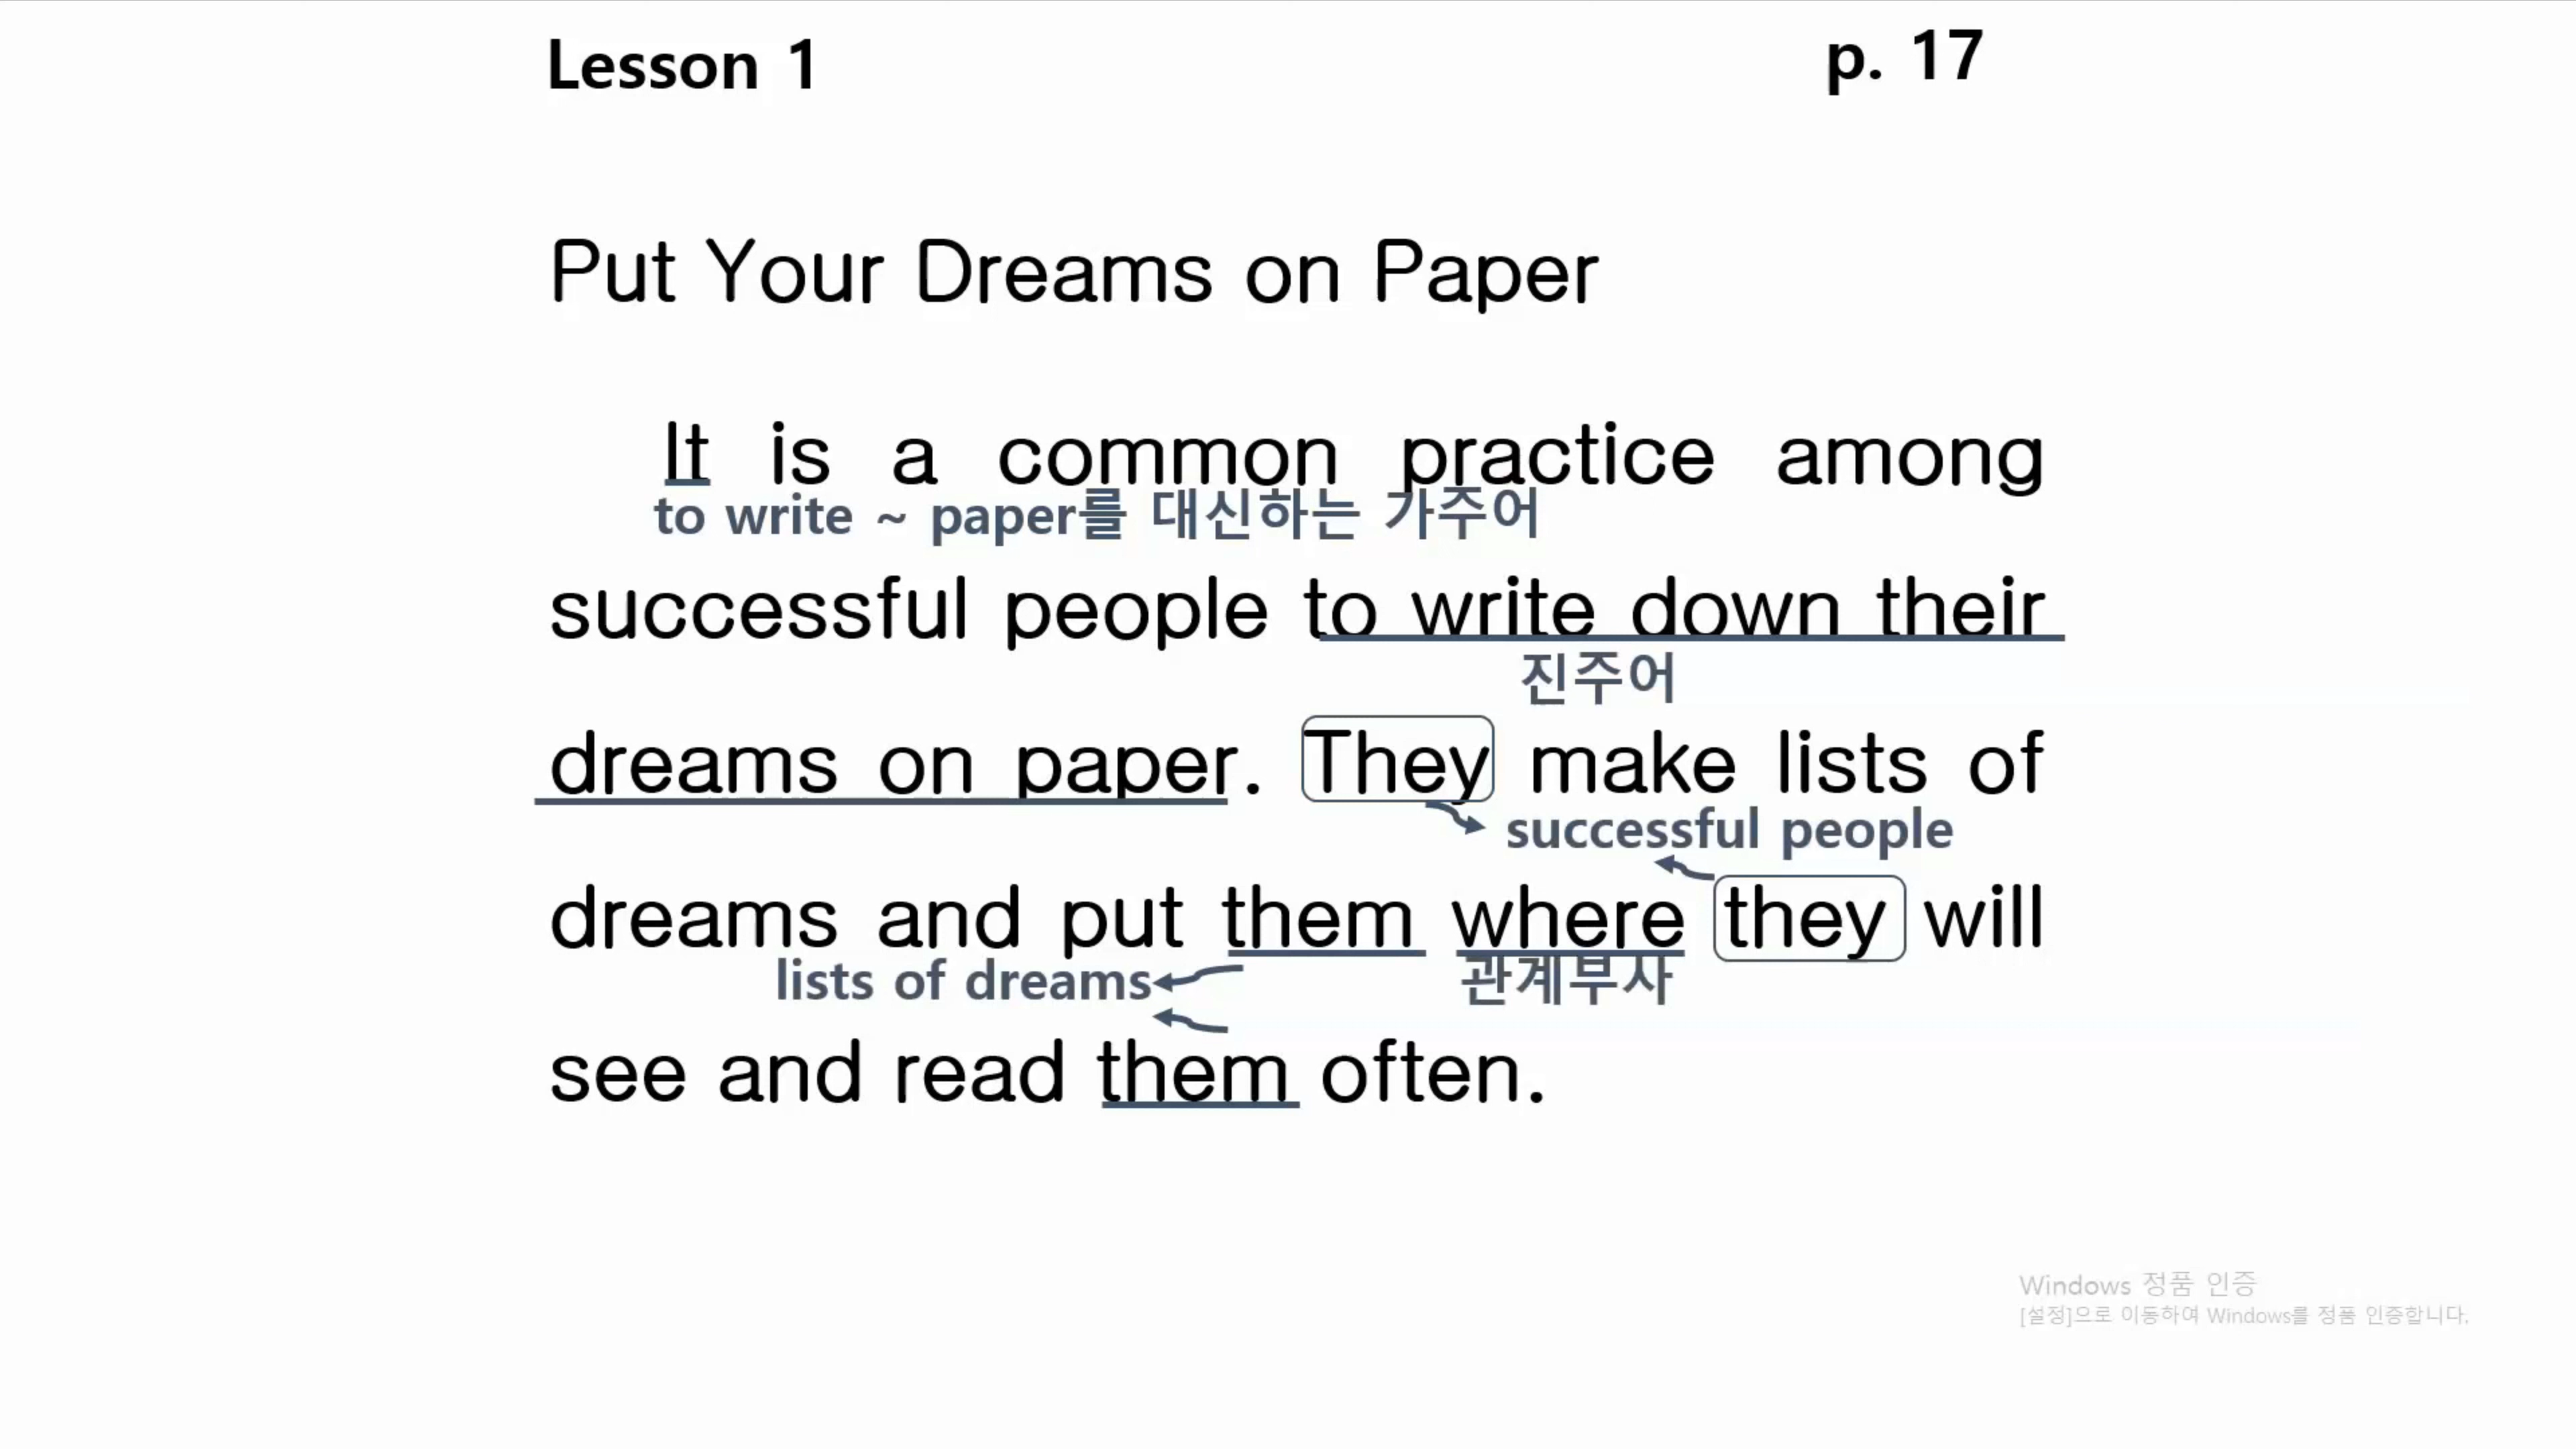 Lesson 1
p. 17
Put Your Dreams on Paper
It is a common practice among
to write ~ paper를 대신하는 가주어
successful people to write down their
진주어
dreams on paper. They make lists of
successful people
dreams and put them where they will
lists of dreams 관계부사
see and read them often.
Windows 정품 인증
[설정]으로 이동하여 Windows를 정품 인증합니다.